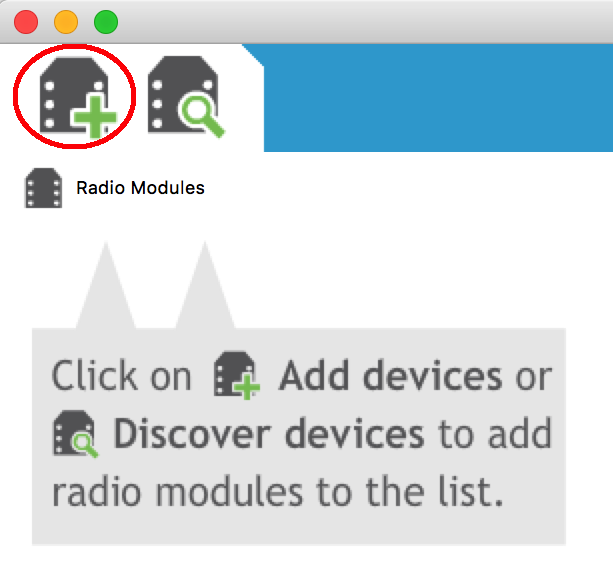 Radio Modules
Click on Add devices or
Discover devices to add
radio modules to the list.